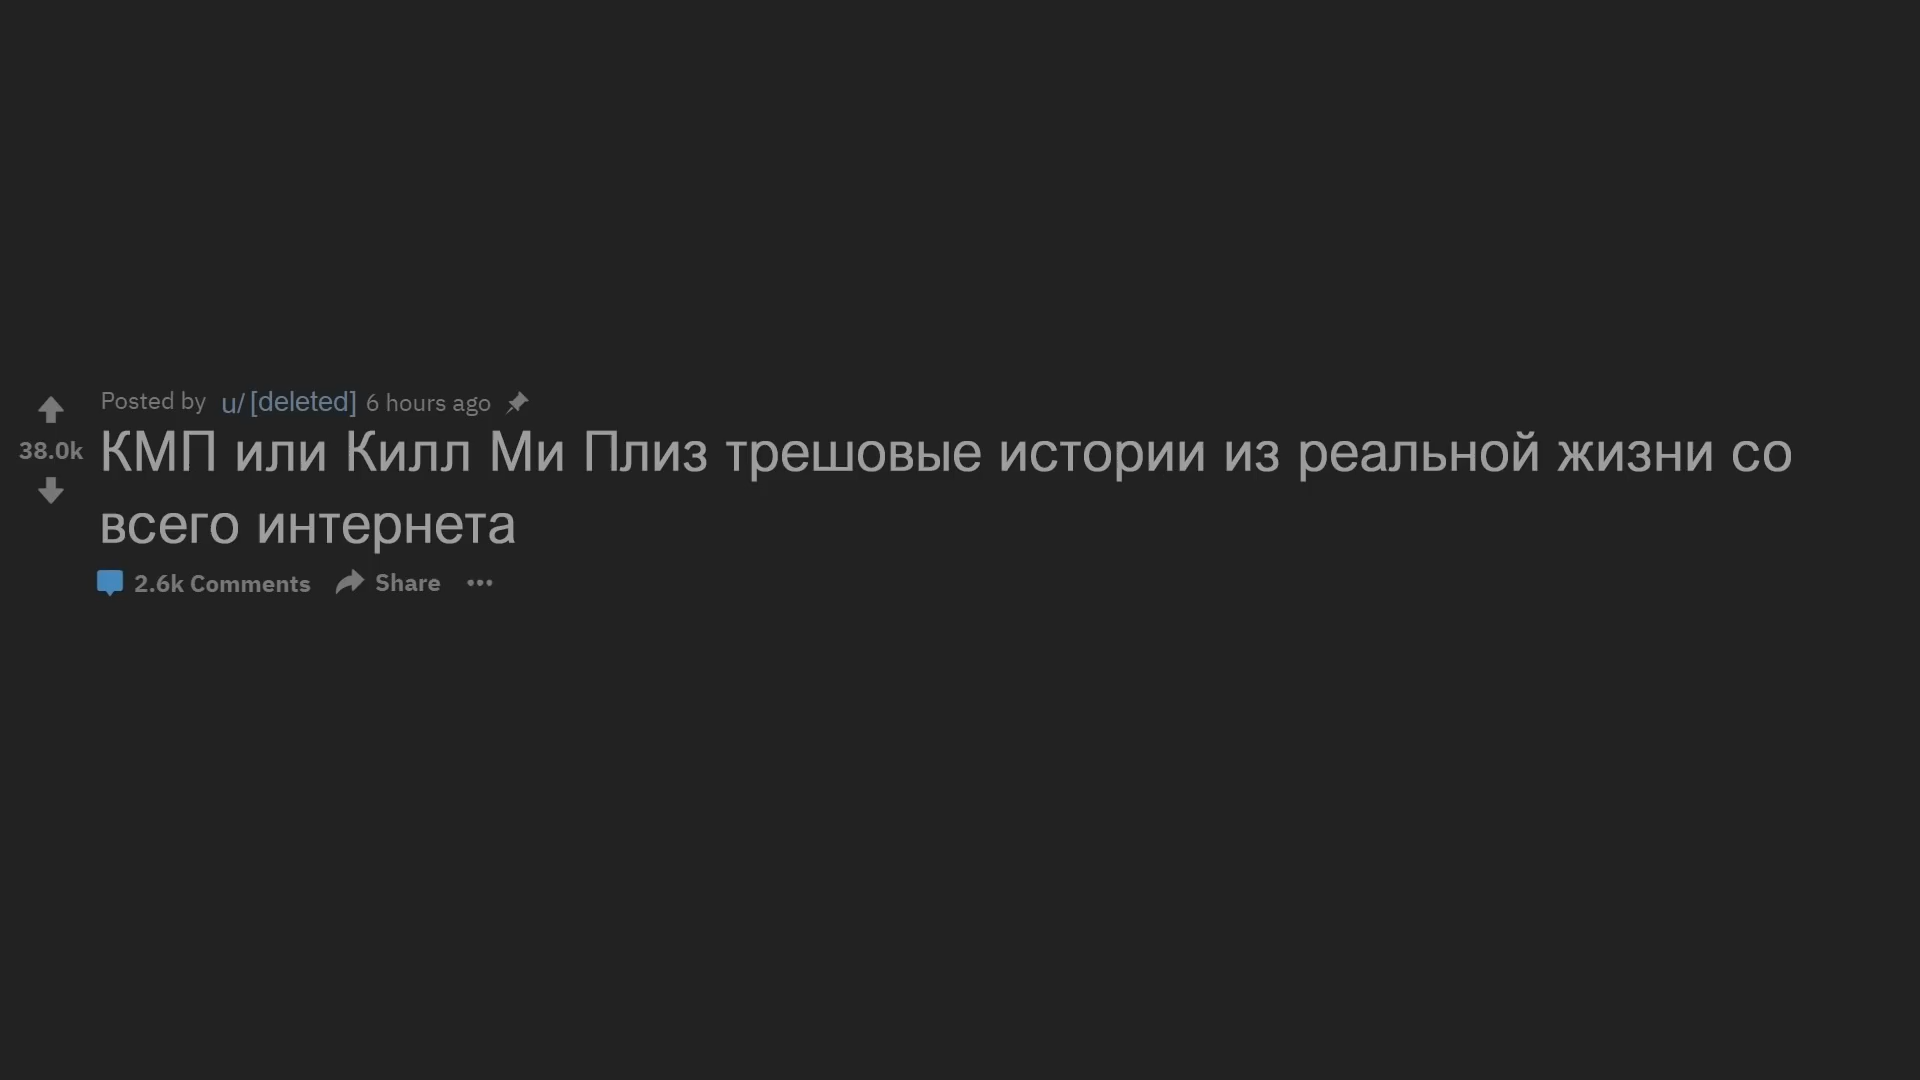 Posted by u/[deleted] 6 hours ago
38.0k
КМП или Килл Ми Плиз трешовые истории из реальной жизни со
всего интернета
2.6k Comments Share •••